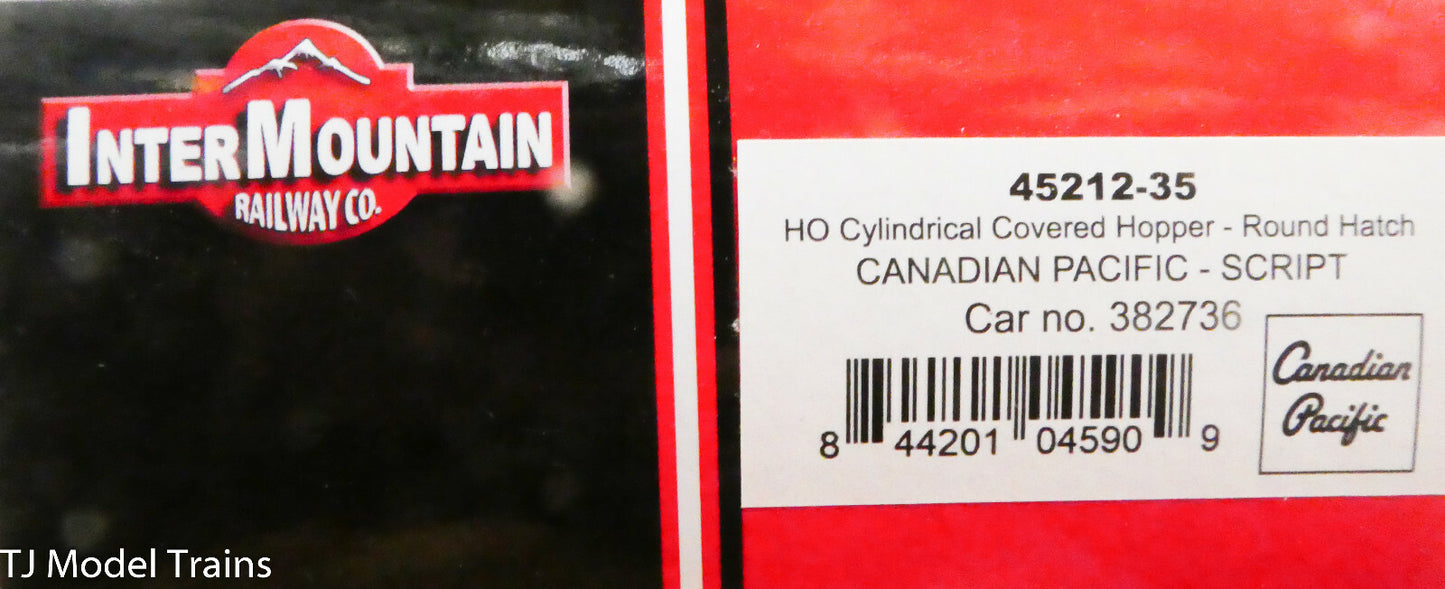 INTERMOUNTAIN
RAILWAY CO.
45212-35
HO Cylindrical Covered Hopper - Round Hatch
CANADIAN PACIFIC - SCRIPT
Car no. 382736
8 44201 04590 9
Canadian
Pacific
TJ Model Trains